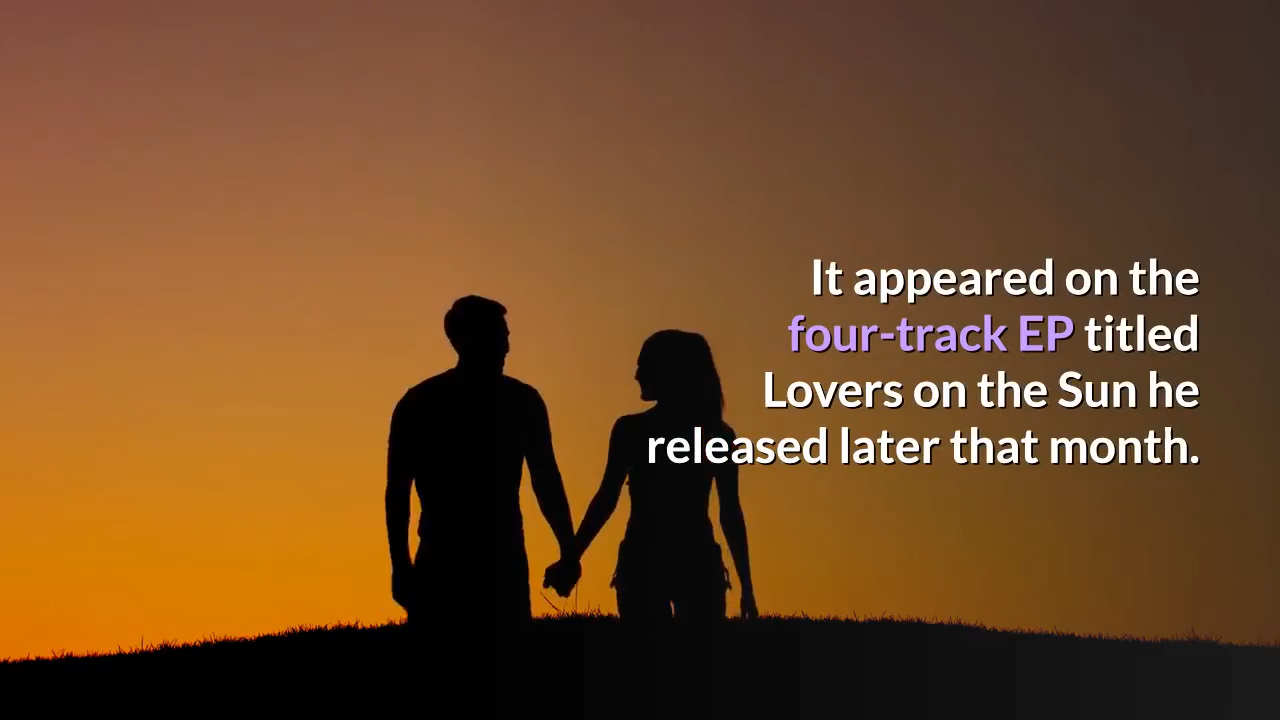 It appeared on the
four-track EP titled
Lovers on the Sun he
released later that month.